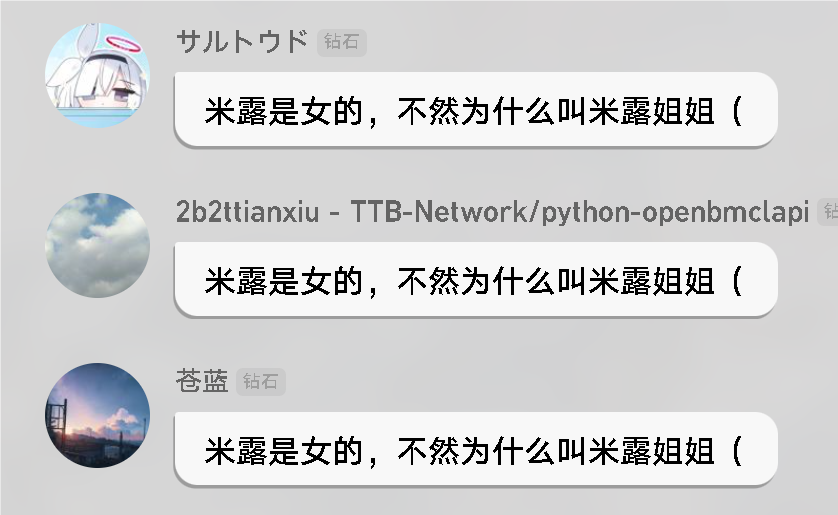 サルトウド 钻石
米露是女的，不然为什么叫米露姐姐（
2b2ttianxiu - TTB-Network/python-openbmclapi 钻
米露是女的，不然为什么叫米露姐姐（
苍蓝 钻石
米露是女的，不然为什么叫米露姐姐（